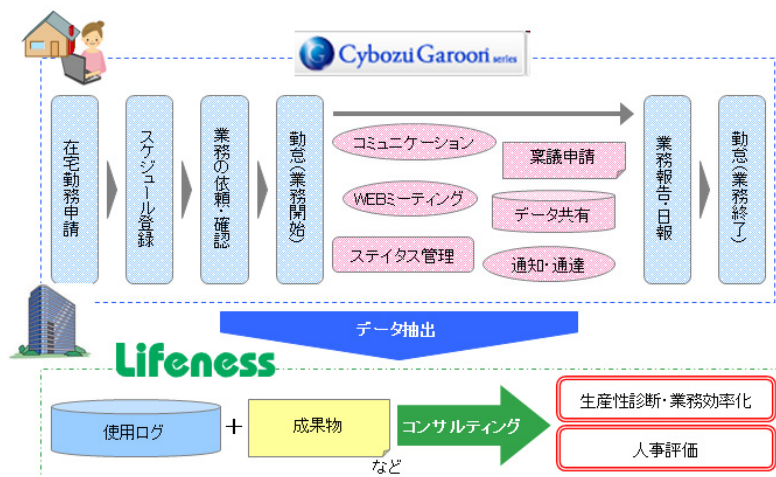 Cybozu Garoon series
在宅勤務申請
スケジュール登録
業務の依頼・確認
勤怠(業務開始)
コミュニケーション
稟議申請
WEBミーティング
データ共有
ステイタス管理
通知・通達
業務報告・日報
勤怠(業務終了)
データ抽出
Lifeness
使用ログ
+
成果物
など
コンサルティング
生産性診断・業務効率化
人事評価